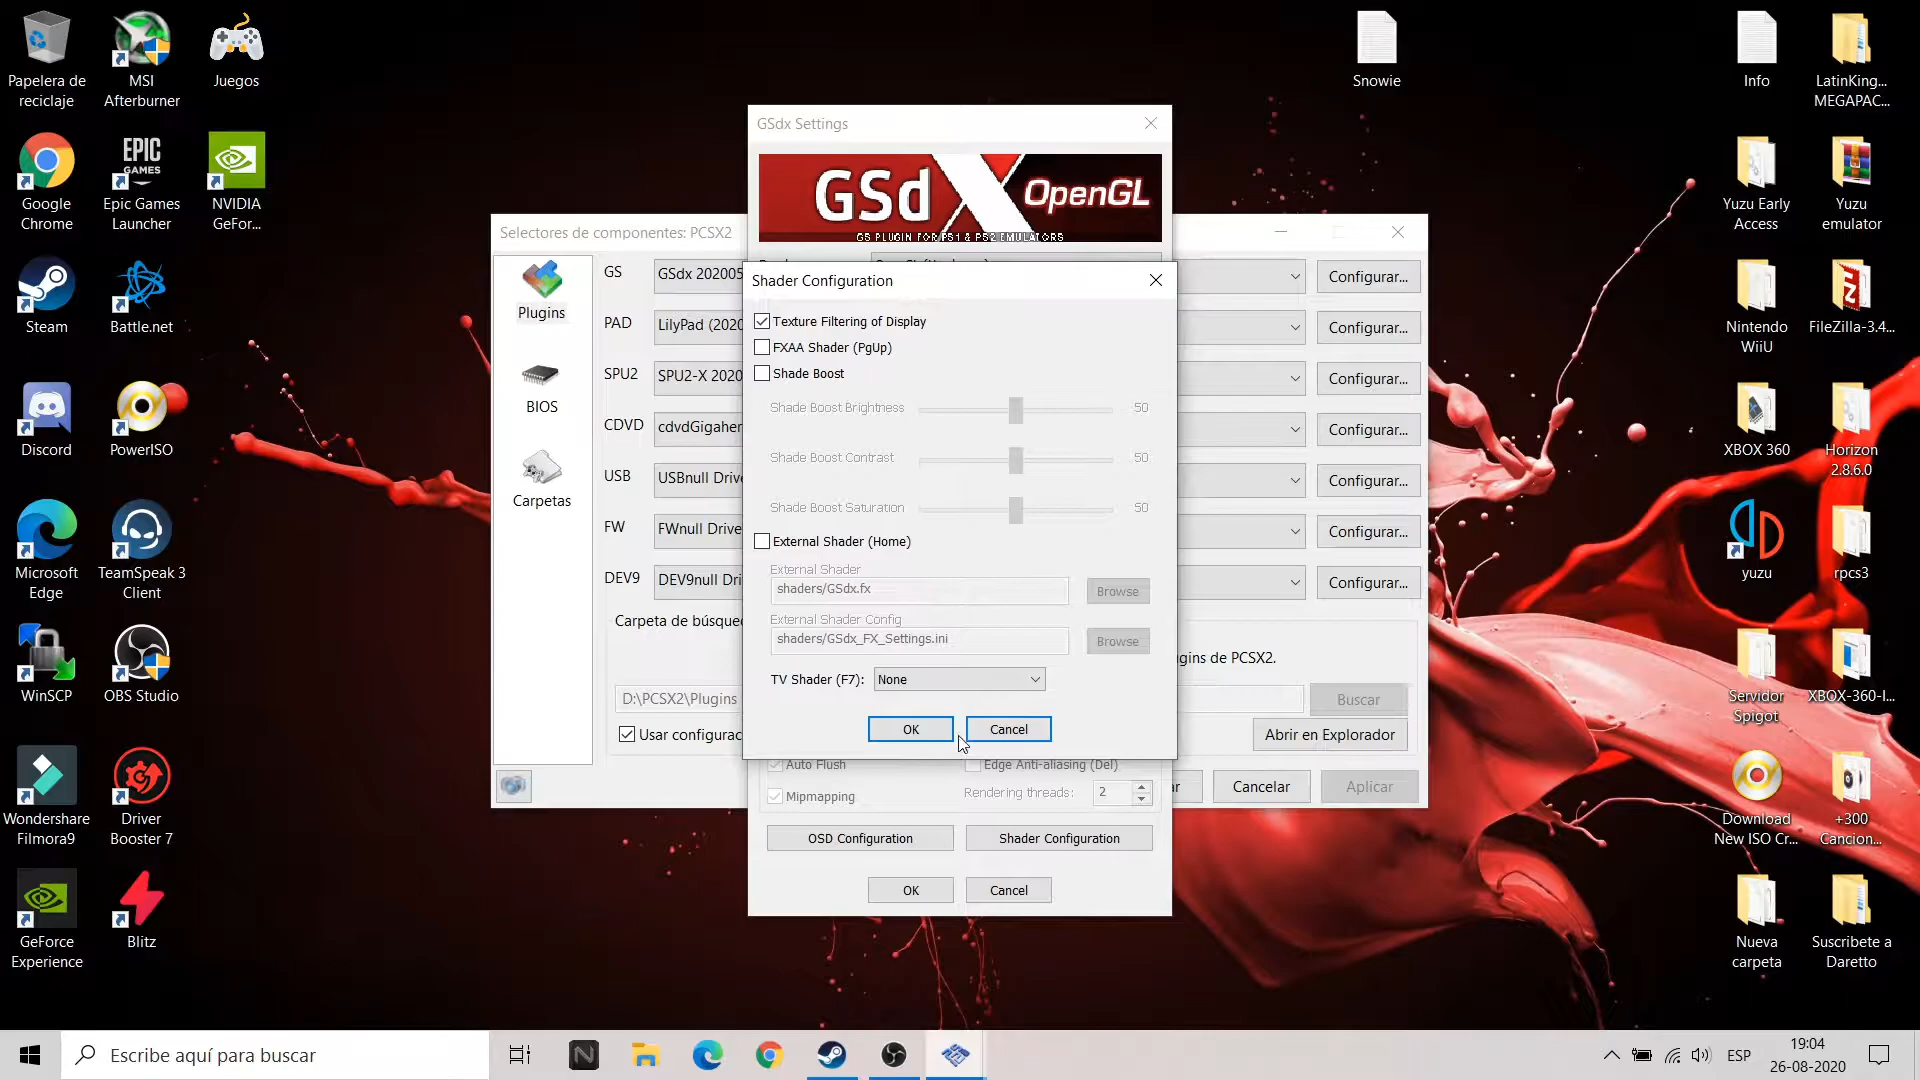 Papelera de
reciclaje
MSI
Afterburner
Juegos
Google
Chrome
EPIC
GAMES
Epic Games
Launcher
NVIDIA
GeFor...
Steam
Battle.net
Discord
PowerISO
Microsoft
Edge
TeamSpeak 3
Client
WinSCP
OBS Studio
Wondershare
Filmora9
Driver
Booster 7
GeForce
Experience
Blitz
Snowie
Info
LatinKing...
MEGAPAC...
Yuzu Early
Access
Yuzu
emulator
Nintendo
WiiU
FileZilla-3.4...
XBOX 360
Horizon
2.8.6.0
yuzu
rpcs3
Servidor
Spigot
XBOX-360-I...
Download
New ISO Cr...
+300
Cancion...
Nueva
carpeta
Suscribete a
Daretto
GSdx Settings
GSdX OpenGL
GS PLUGIN FOR PS1 & PS2 EMULATORS
Selectores de componentes: PCSX2
Plugins
BIOS
Carpetas
GS
GSdx 202005
Configurar...
PAD
LilyPad (2020
Configurar...
SPU2
SPU2-X 2020
Configurar...
CDVD
cdvdGigaher
Configurar...
USB
USBnull Drive
Configurar...
FW
FWnull Drive
Configurar...
DEV9
DEV9null Dri
Configurar...
Carpeta de búsque
gins de PCSX2.
D:\PCSX2\Plugins
Buscar
Usar configurac
Abrir en Explorador
ar
Cancelar
Aplicar
Shader Configuration
Texture Filtering of Display
FXAA Shader (PgUp)
Shade Boost
Shade Boost Brightness
50
Shade Boost Contrast
50
Shade Boost Saturation
50
External Shader (Home)
External Shader
shaders/GSdx.fx
Browse
External Shader Config
shaders/GSdx_FX_Settings.ini
Browse
TV Shader (F7):
None
OK
Cancel
Auto Flush
Edge Anti-aliasing (Del)
Mipmapping
Rendering threads:
2
OSD Configuration
Shader Configuration
OK
Cancel
Escribe aquí para buscar
ESP
19:04
26-08-2020